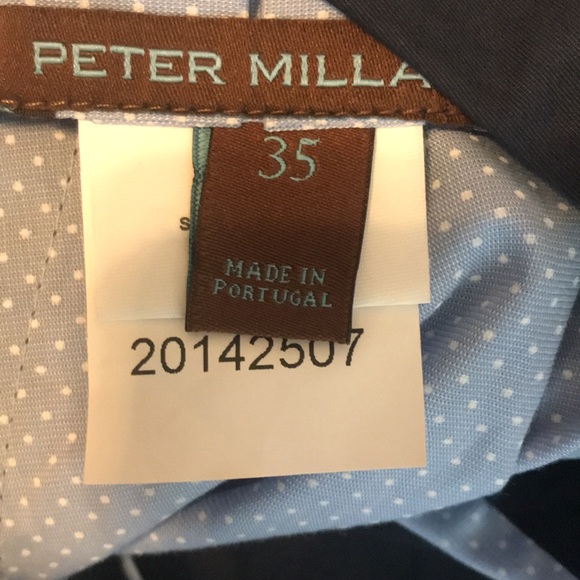 PETER MILLA
35
MADE IN
PORTUGAL
20142507